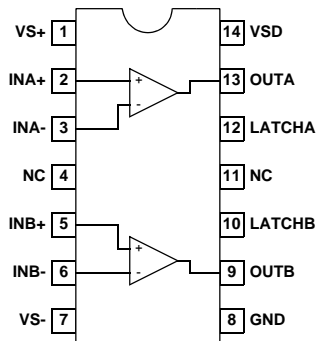 VS+ 1 14 VSD
INA+ 2 + 13 OUTA
INA- 3 - 12 LATCHA
NC 4 11 NC
INB+ 5 + 10 LATCHB
INB- 6 - 9 OUTB
VS- 7 8 GND